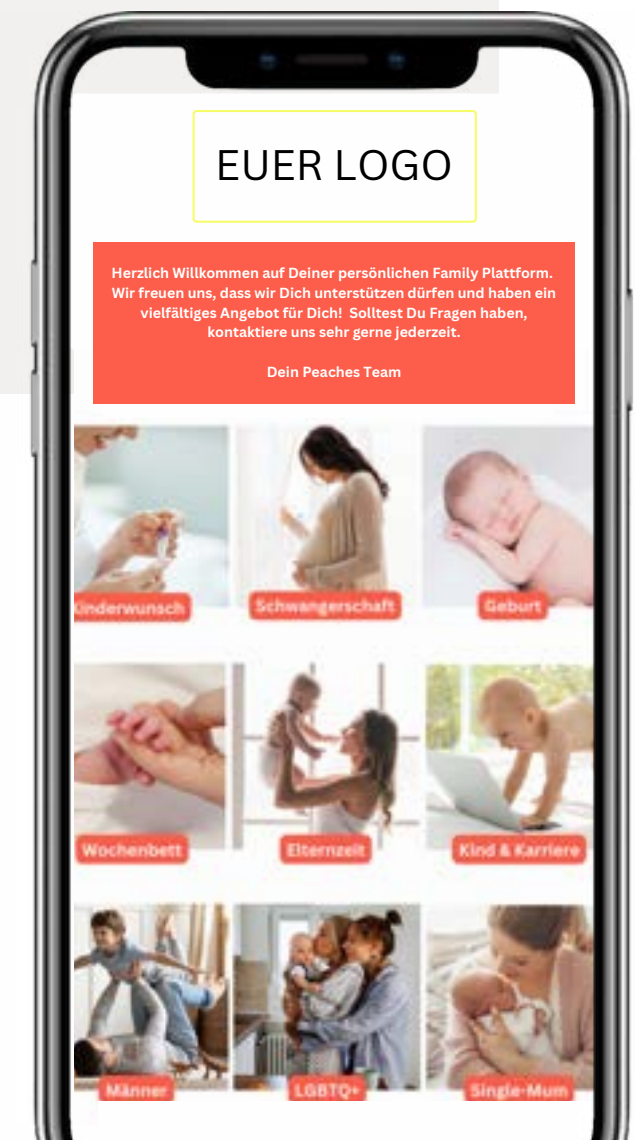 EUER LOGO
Herzlich Willkommen auf Deiner persönlichen Family Plattform.
Wir freuen uns, dass wir Dich unterstützen dürfen und haben ein
vielfältiges Angebot für Dich! Solltest Du Fragen haben,
kontaktiere uns sehr gerne jederzeit.
Dein Peaches Team
Kinderwunsch
Schwangerschaft
Geburt
Wochenbett
Elternzeit
Kind & Karriere
Männer
LGBTQ+
Single-Mum